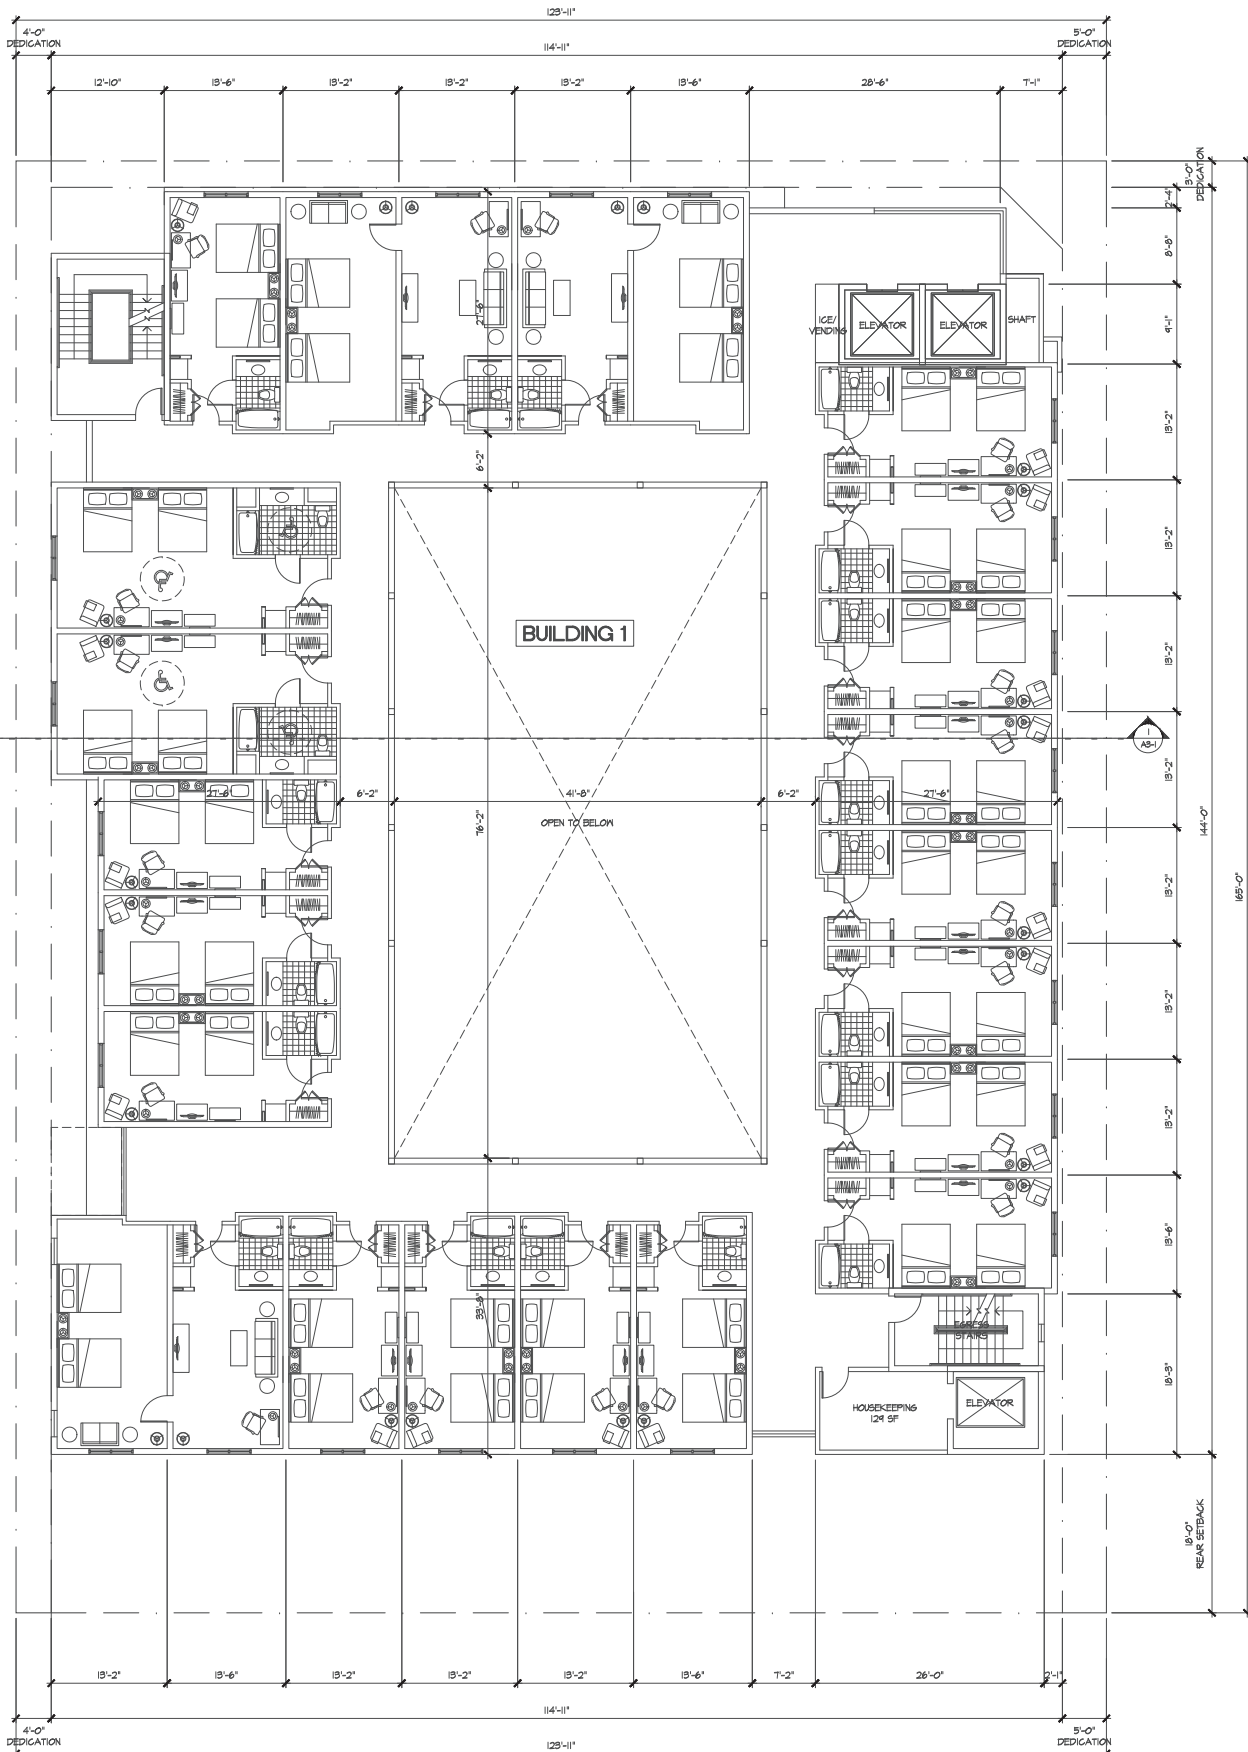 123'-11"
4'-0"
DEDICATION
5'-0"
DEDICATION
114'-11"
12'-10"
13'-6"
13'-2"
13'-2"
13'-2"
13'-6"
28'-6"
7'-1"
3'-0"
DEDICATION
2'-4"
8'-8"
9'-1"
ICE/
VENDING
ELEVATOR
ELEVATOR
SHAFT
27'-6"
6'-2"
13'-2"
13'-2"
13'-2"
13'-2"
13'-2"
13'-2"
13'-2"
13'-6"
18'-3"
BUILDING 1
1
A3-1
27'-6"
6'-2"
41'-8"
6'-2"
27'-6"
76'-2"
OPEN TO BELOW
144'-0"
165'-0"
33'-8"
EGRESS
STAIRS
HOUSEKEEPING
129 SF
ELEVATOR
18'-0"
REAR SETBACK
13'-2"
13'-6"
13'-2"
13'-2"
13'-2"
13'-6"
7'-2"
26'-0"
2'-1"
114'-11"
4'-0"
DEDICATION
5'-0"
DEDICATION
123'-11"